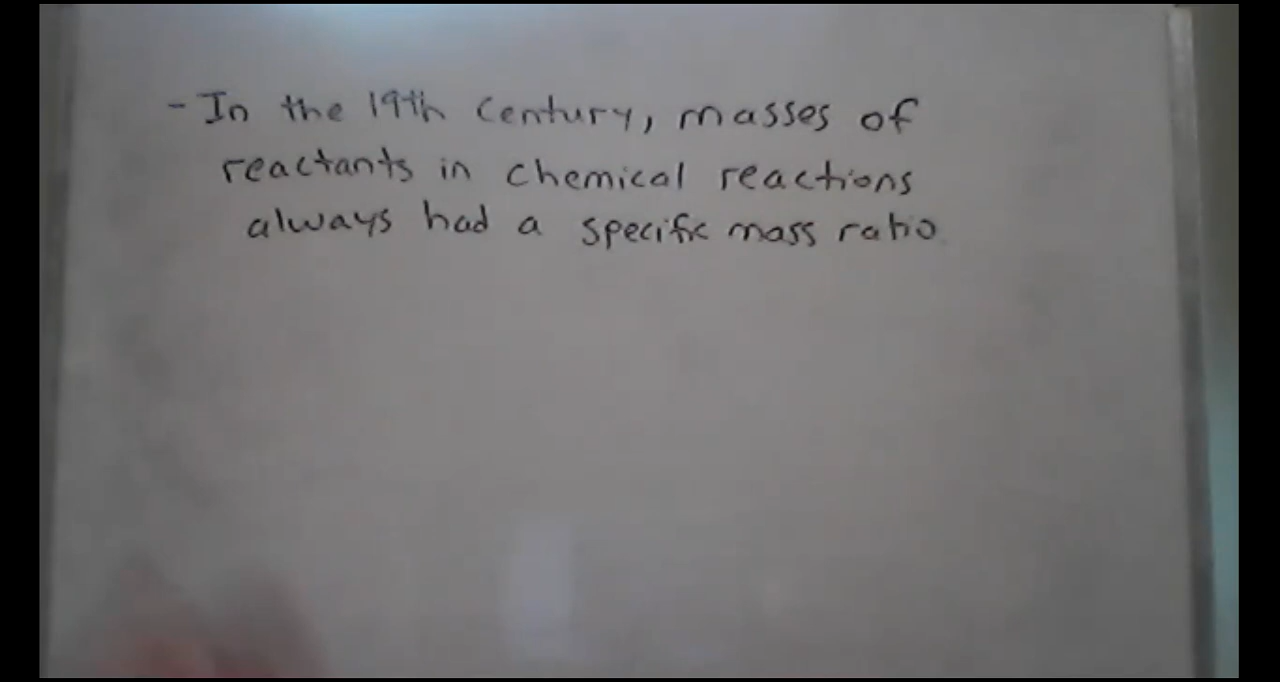 - In the 19th Century, masses of
reactants in chemical reactions
always had a specific mass ratio